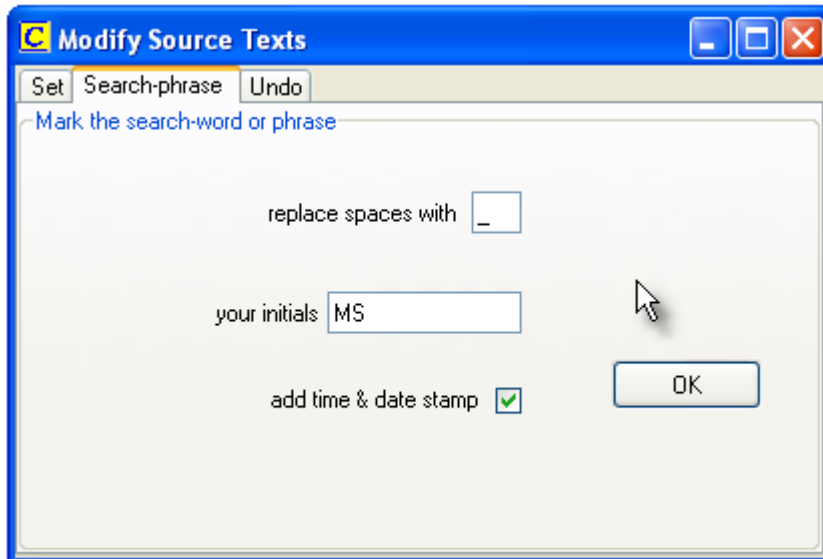 C Modify Source Texts
Set Search-phrase Undo
Mark the search-word or phrase
replace spaces with _
your initials MS
OK
add time & date stamp